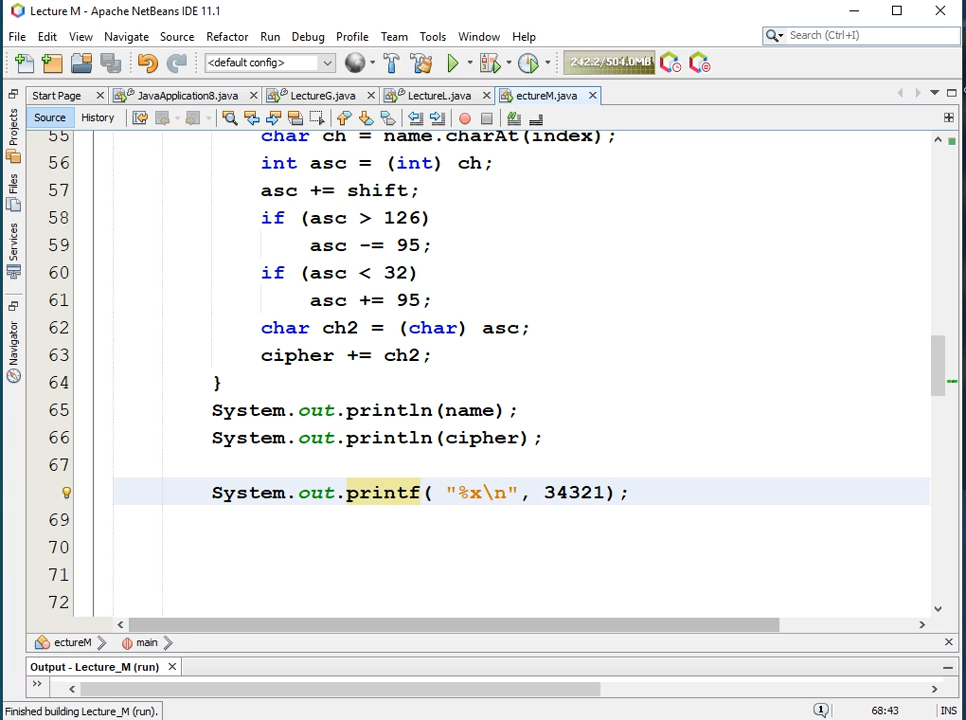 Lecture M - Apache NetBeans IDE 11.1
File Edit View Navigate Source Refactor Run Debug Profile Team Tools Window Help
Search (Ctrl+I)
<default config>
242.2/504.0MB
Start Page JavaApplication8.java LectureG.java LectureL.java ectureM.java
Source History
Projects
Files
Services
Navigator
55 char ch = name.charAt(index);
56 int asc = (int) ch;
57 asc += shift;
58 if (asc > 126)
59 asc -= 95;
60 if (asc < 32)
61 asc += 95;
62 char ch2 = (char) asc;
63 cipher += ch2;
64 }
65 System.out.println(name);
66 System.out.println(cipher);
67
System.out.printf( "%x\n", 34321);
69
70
71
72
ectureM main
Output - Lecture_M (run)
Finished building Lecture_M (run).
1
68:43 INS